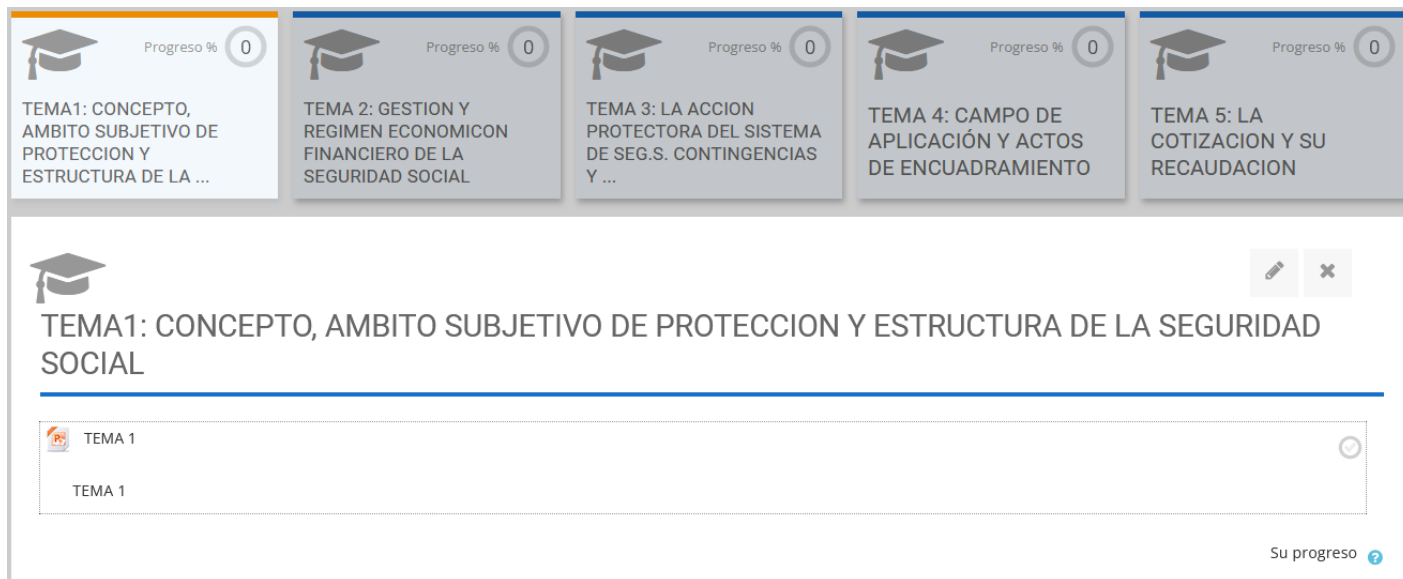 Progreso % 0
TEMA1: CONCEPTO,
AMBITO SUBJETIVO DE
PROTECCION Y
ESTRUCTURA DE LA ...
Progreso % 0
TEMA 2: GESTION Y
REGIMEN ECONOMICON
FINANCIERO DE LA
SEGURIDAD SOCIAL
Progreso % 0
TEMA 3: LA ACCION
PROTECTORA DEL SISTEMA
DE SEG.S. CONTINGENCIAS
Y ...
Progreso % 0
TEMA 4: CAMPO DE
APLICACIÓN Y ACTOS
DE ENCUADRAMIENTO
Progreso % 0
TEMA 5: LA
COTIZACION Y SU
RECAUDACION
TEMA1: CONCEPTO, AMBITO SUBJETIVO DE PROTECCION Y ESTRUCTURA DE LA SEGURIDAD
SOCIAL
TEMA 1
TEMA 1
Su progreso